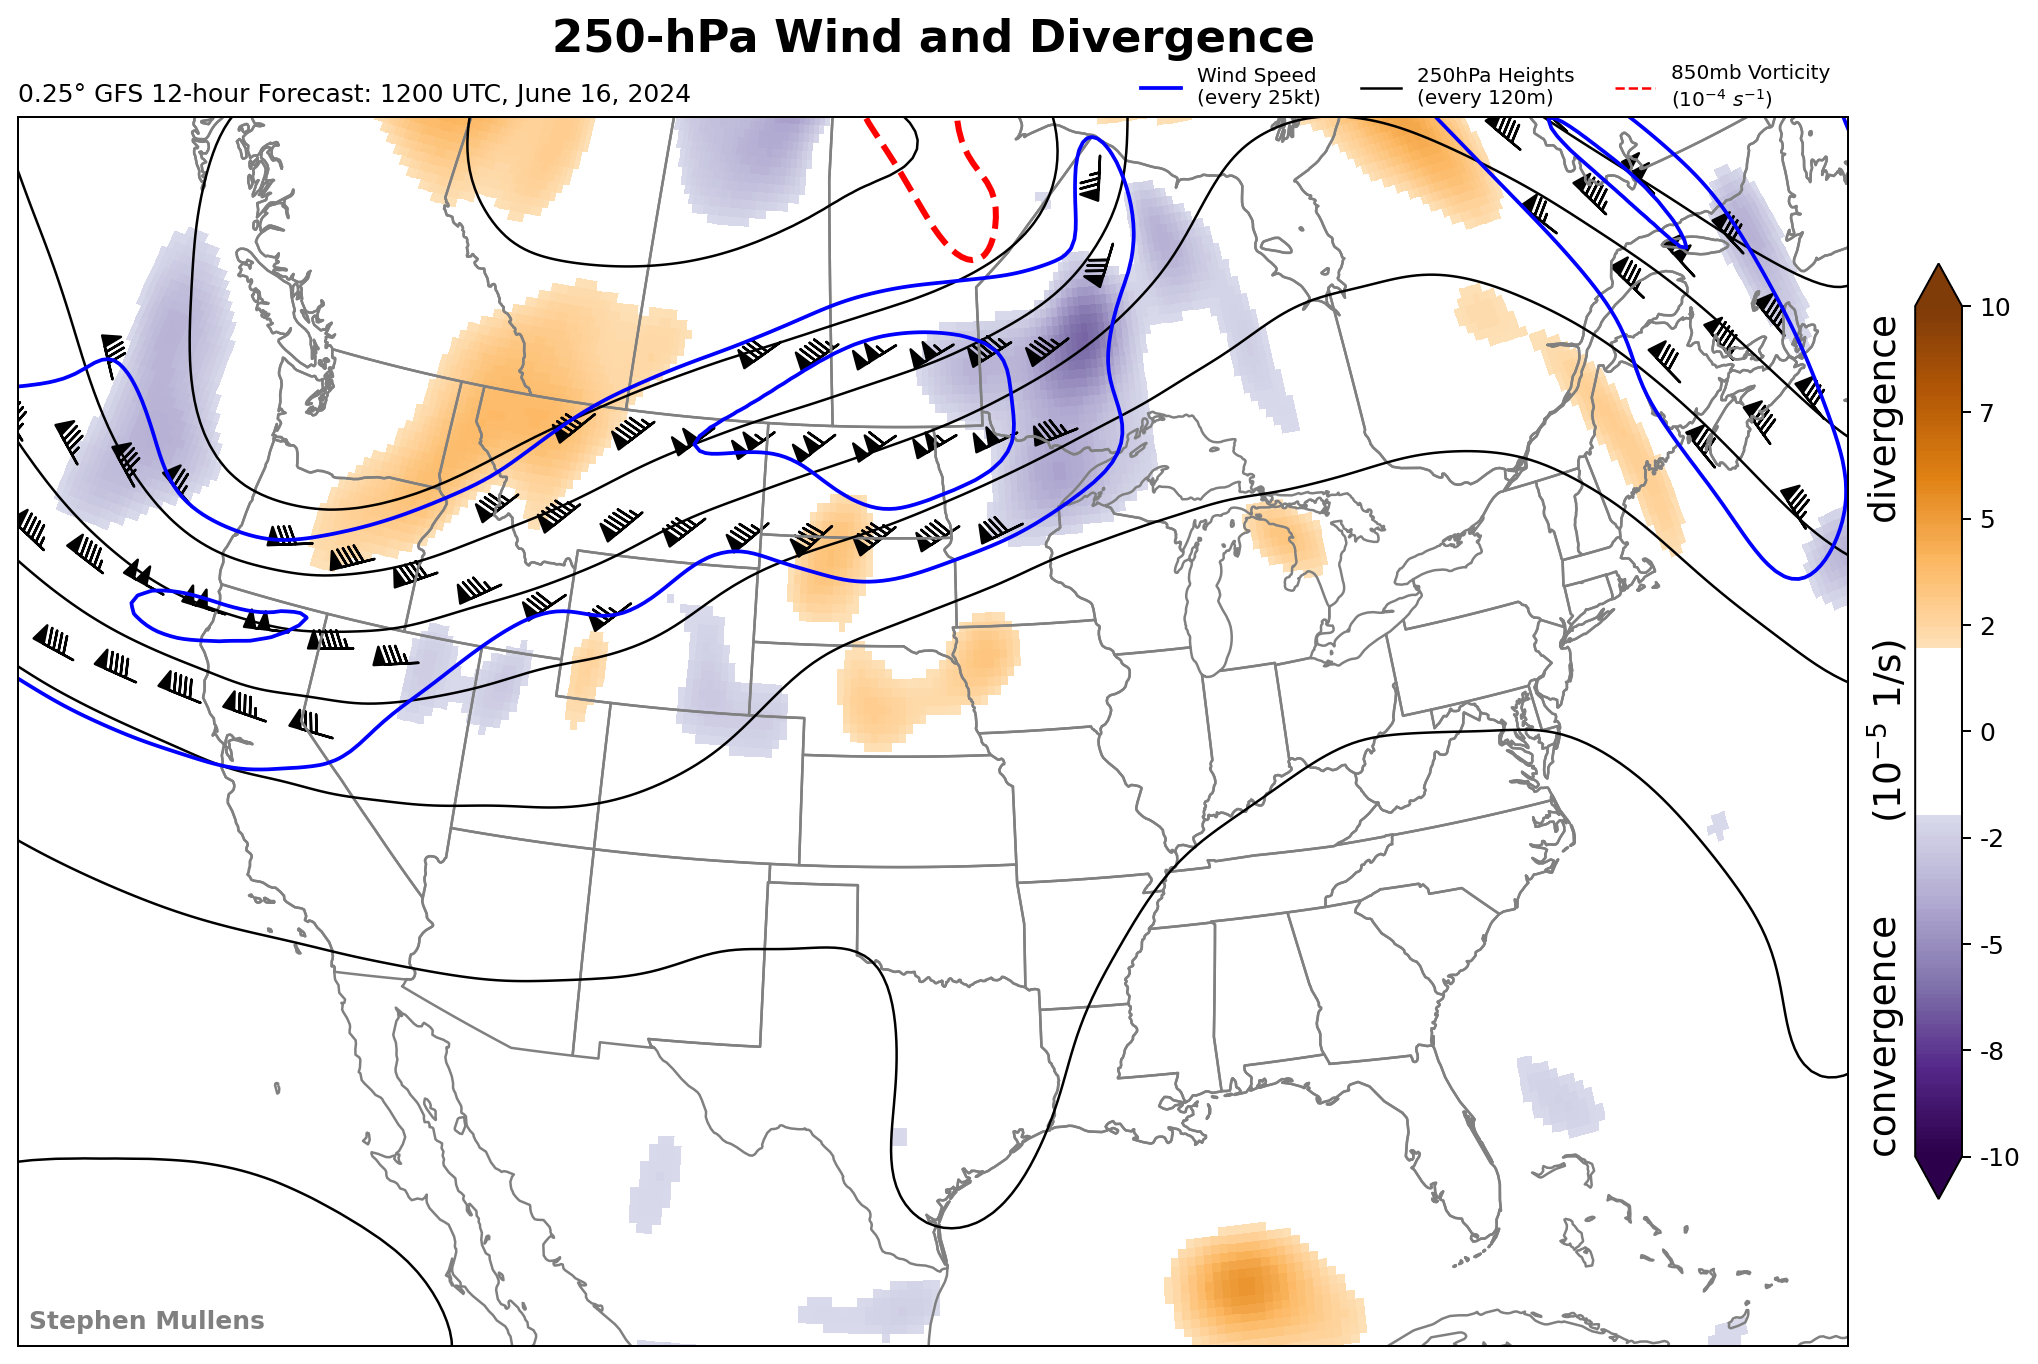 250-hPa Wind and Divergence
0.25° GFS 12-hour Forecast: 1200 UTC, June 16, 2024
Wind Speed
(every 25kt)
250hPa Heights
(every 120m)
850mb Vorticity
(10⁻⁴ s⁻¹)
10
7
5
2
0
-2
-5
-8
-10
convergence (10⁻⁵ 1/s) divergence
Stephen Mullens